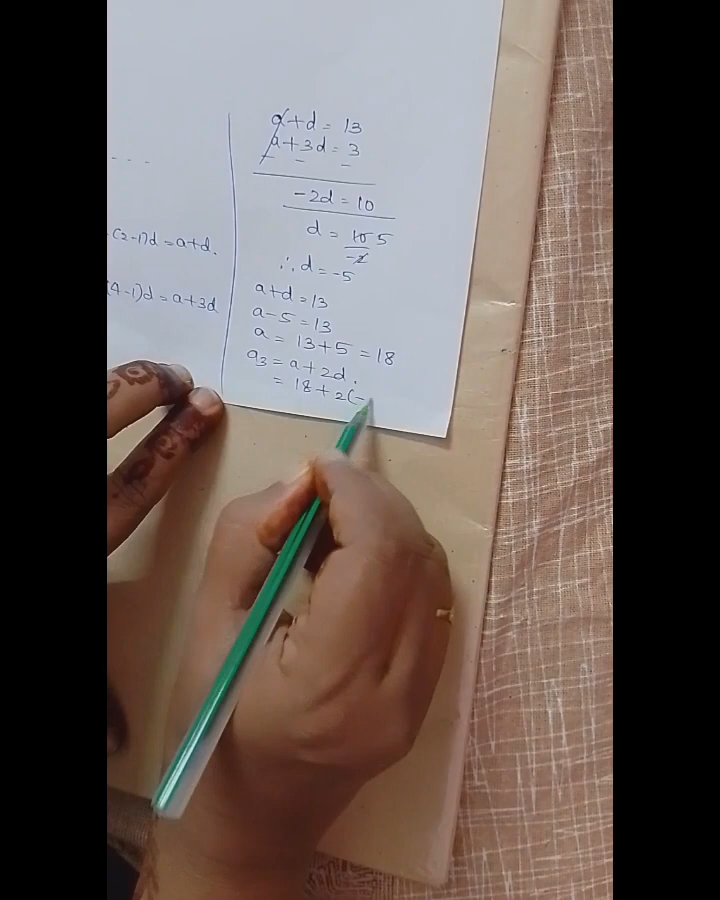 - - -
(2-1)d = a+d.
(4-1)d = a+3d
a+d = 13
a+3d = 3
- - -
-2d = 10
d = 10 5
-2
∴ d = -5
a+d = 13
a-5 = 13
a = 13+5 = 18
a3 = a+2d.
= 18+2(-